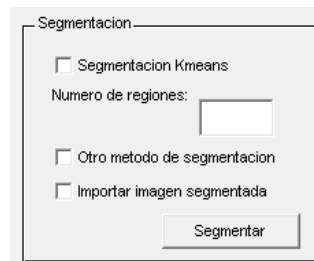 Segmentacion
Segmentacion Kmeans
Numero de regiones:
Otro metodo de segmentacion
Importar imagen segmentada
Segmentar